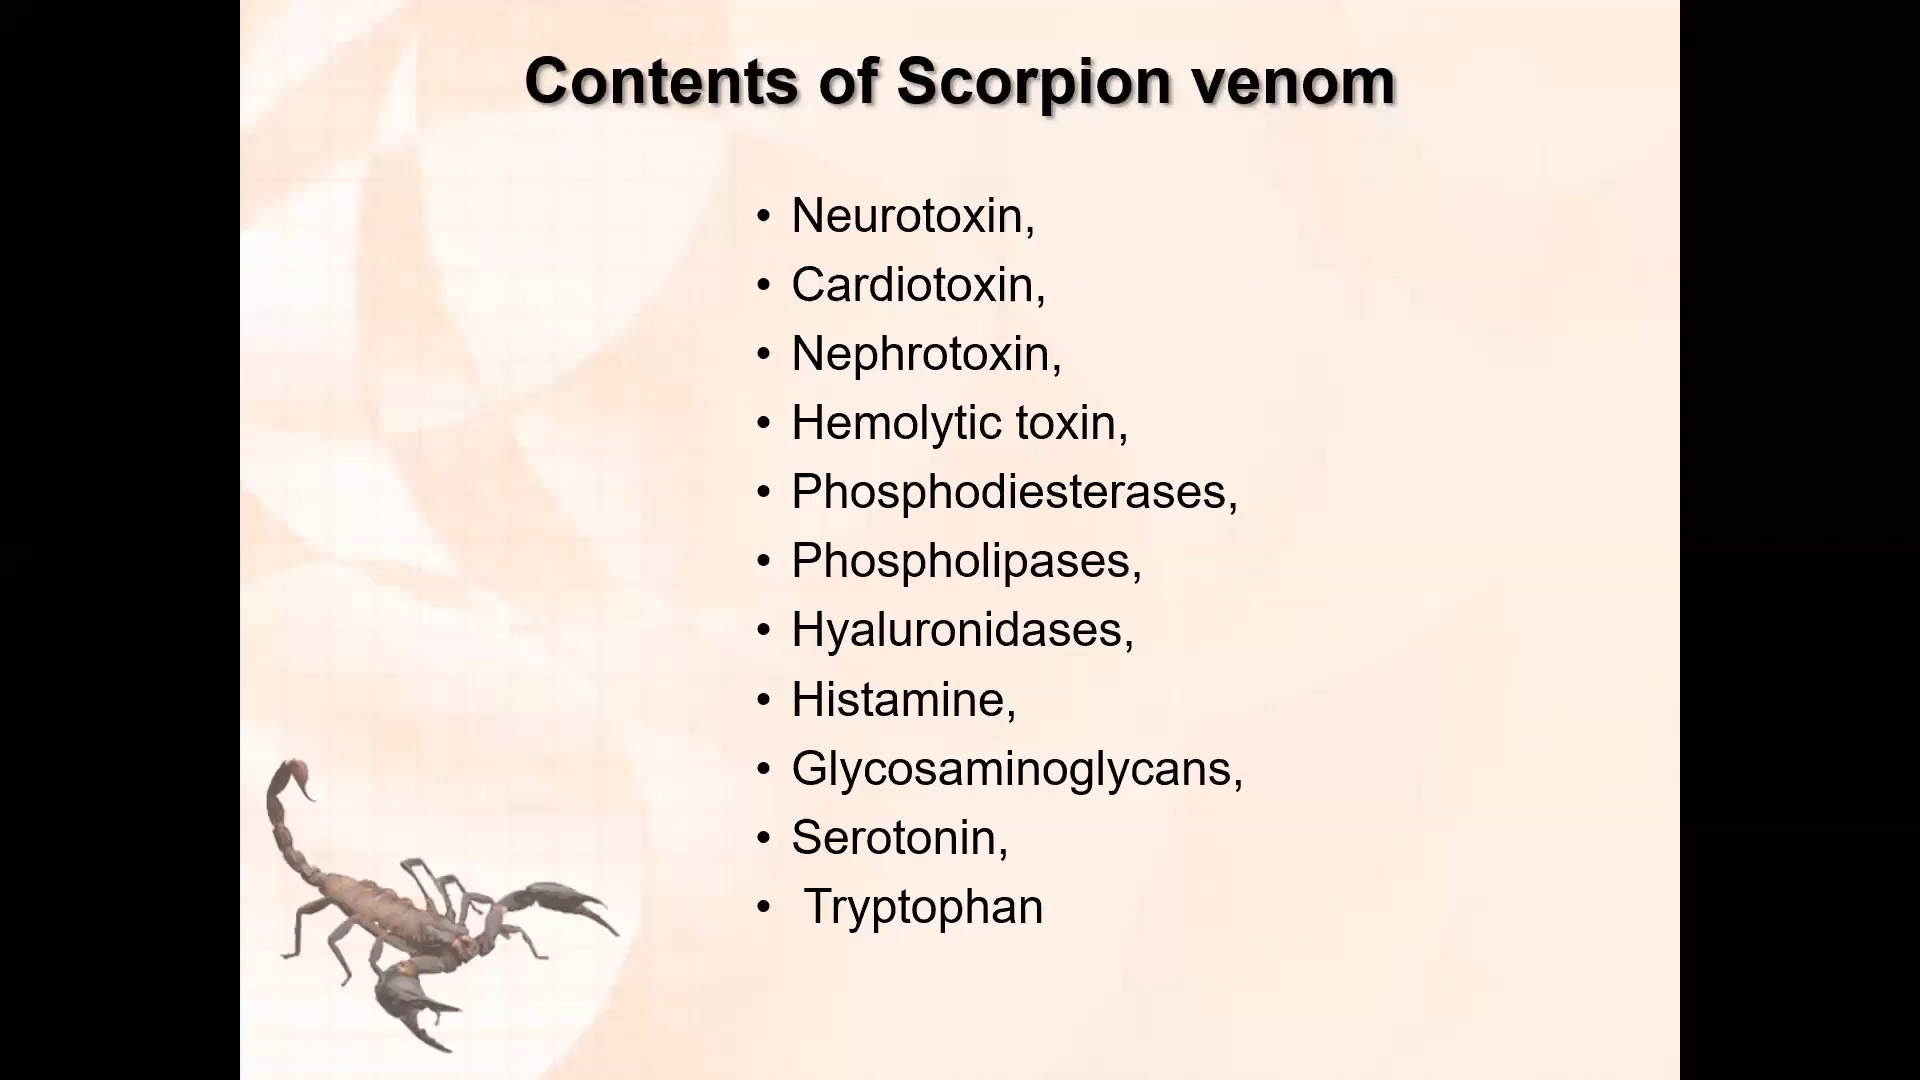 Contents of Scorpion venom
• Neurotoxin,
• Cardiotoxin,
• Nephrotoxin,
• Hemolytic toxin,
• Phosphodiesterases,
• Phospholipases,
• Hyaluronidases,
• Histamine,
• Glycosaminoglycans,
• Serotonin,
• Tryptophan